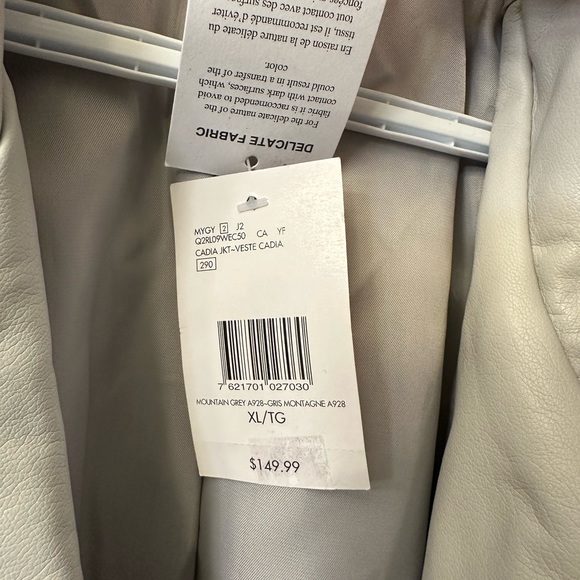 DELICATE FABRIC
For the delicate nature of the
fabric it is raccomended to avoid
contact with dark surfaces, which
could result in a transfer of the
color.
En raison de la nature délicate du
tissu, il est recommandé d'éviter
tout contact avec des surfaces
foncées
MYGY 2 J2
Q2RL09WEC50 CA YF
CADIA JKT~VESTE CADIA
290
7 621701 027030
MOUNTAIN GREY A928~GRIS MONTAGNE A928
XL/TG
$149.99